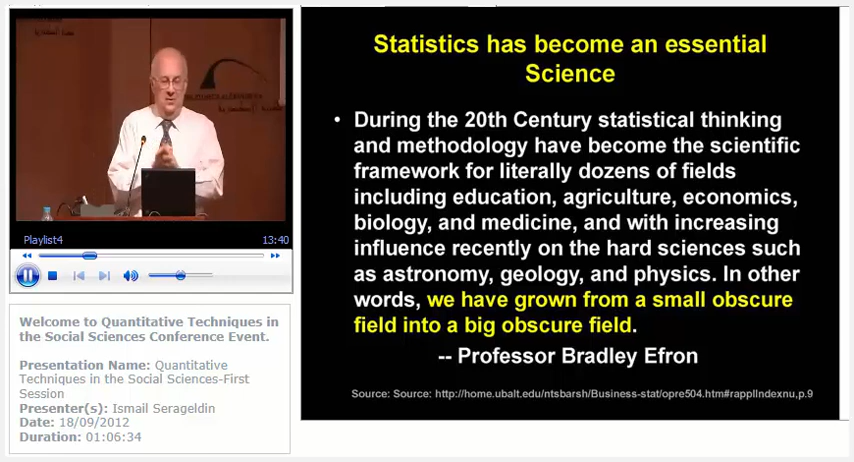 Playlist4
13:40
Welcome to Quantitative Techniques in
the Social Sciences Conference Event.
Presentation Name: Quantitative
Techniques in the Social Sciences-First
Session
Presenter(s): Ismail Serageldin
Date: 18/09/2012
Duration: 01:06:34
Statistics has become an essential
Science
• During the 20th Century statistical thinking
and methodology have become the scientific
framework for literally dozens of fields
including education, agriculture, economics,
biology, and medicine, and with increasing
influence recently on the hard sciences such
as astronomy, geology, and physics. In other
words, we have grown from a small obscure
field into a big obscure field.
-- Professor Bradley Efron
Source: Source: http://home.ubalt.edu/ntsbarsh/Business-stat/opre504.htm#rappIIndexnu,p.9